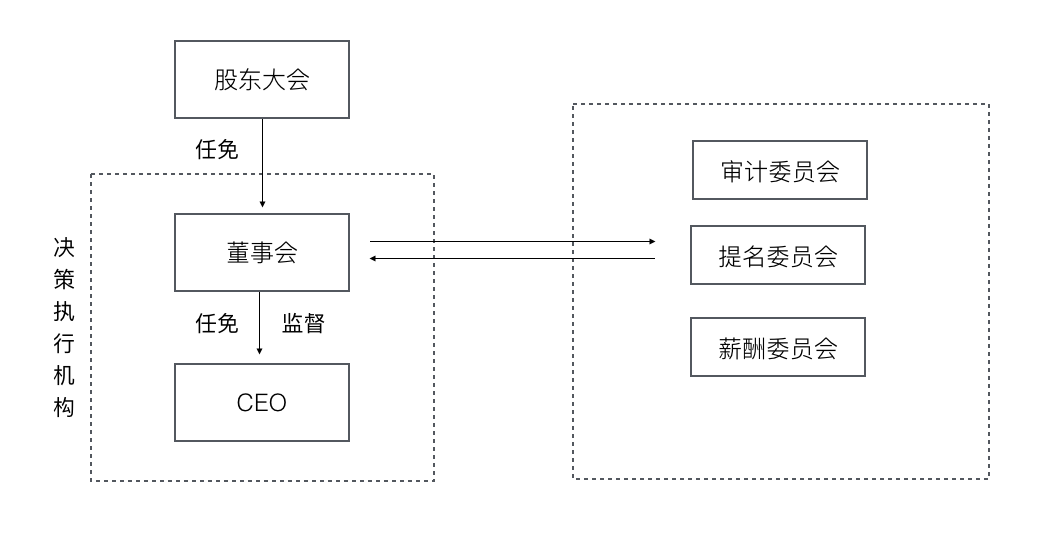 股东大会
任免
董事会
任免
监督
CEO
决策执行机构
审计委员会
提名委员会
薪酬委员会